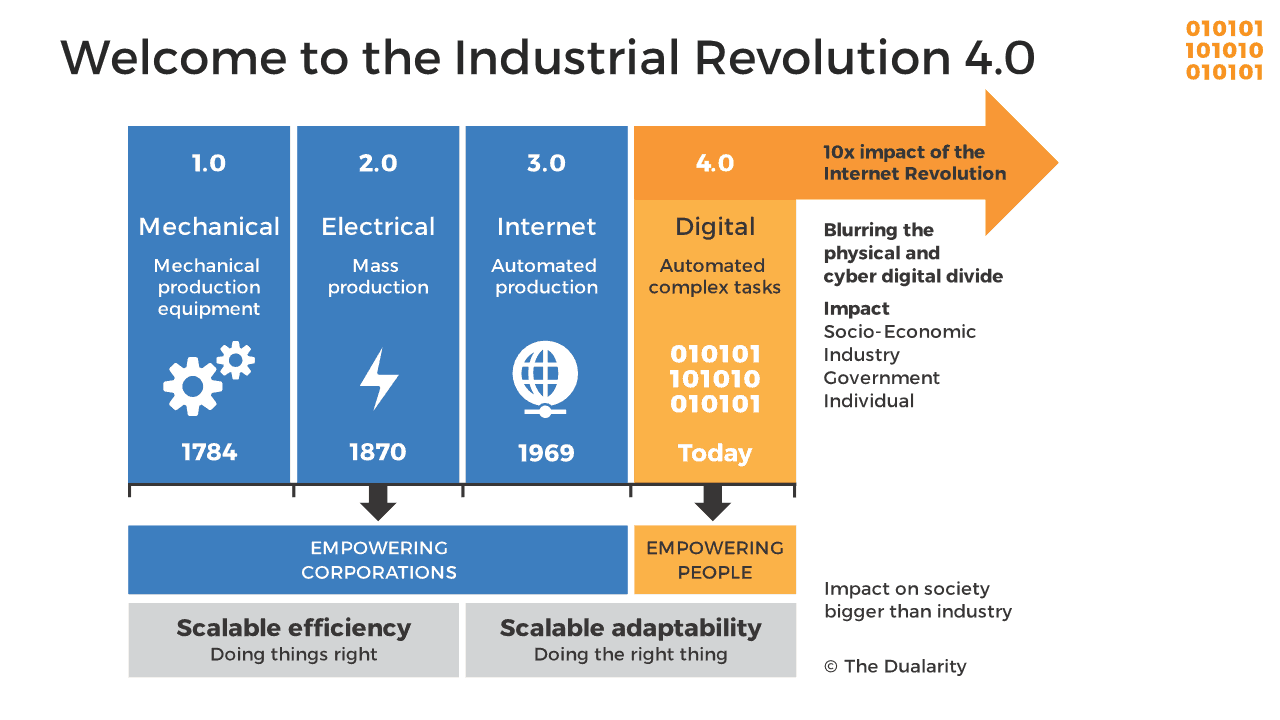 Welcome to the Industrial Revolution 4.0
010101
101010
010101
1.0
Mechanical
Mechanical
production
equipment
1784
2.0
Electrical
Mass
production
1870
3.0
Internet
Automated
production
1969
4.0
Digital
Automated
complex tasks
010101
101010
010101
Today
10x impact of the
Internet Revolution
Blurring the
physical and
cyber digital divide
Impact
Socio-Economic
Industry
Government
Individual
EMPOWERING
CORPORATIONS
EMPOWERING
PEOPLE
Scalable efficiency
Doing things right
Scalable adaptability
Doing the right thing
Impact on society
bigger than industry
© The Dualarity